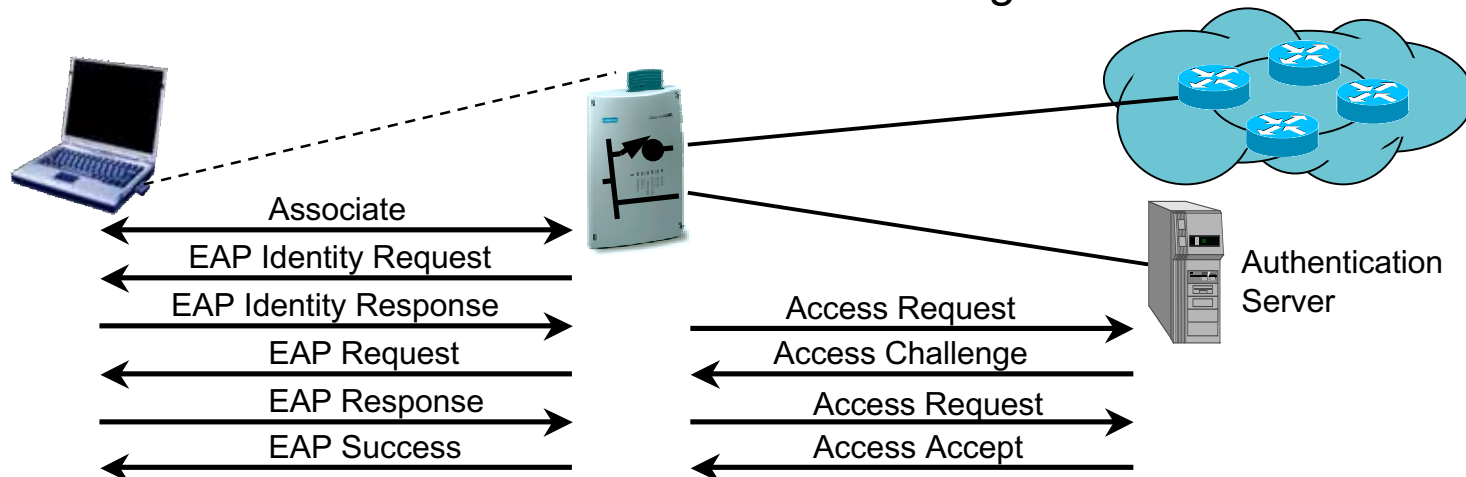 Associate
EAP Identity Request
EAP Identity Response
Access Request
EAP Request
Access Challenge
EAP Response
Access Request
EAP Success
Access Accept
Authentication
Server